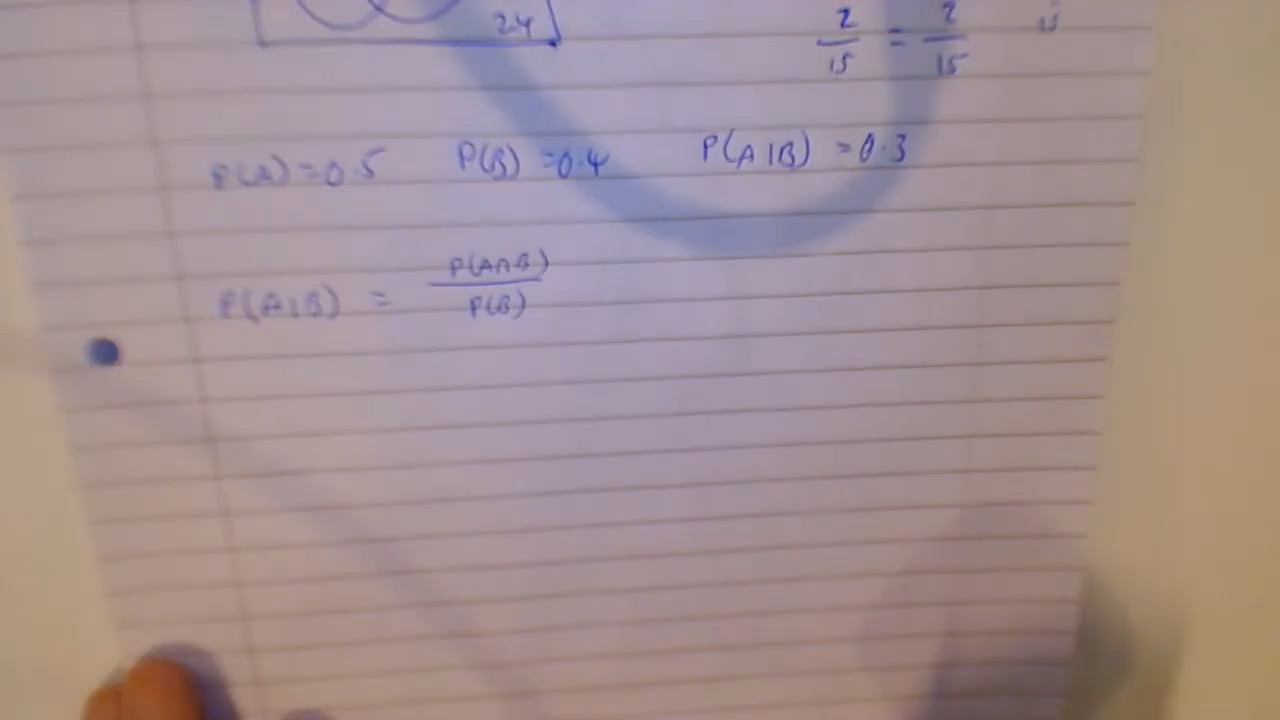 24
2/15 = 2/15
P(A) = 0.5 P(B) = 0.4 P(A|B) = 0.3
P(A|B) = P(A∩B)/P(B)